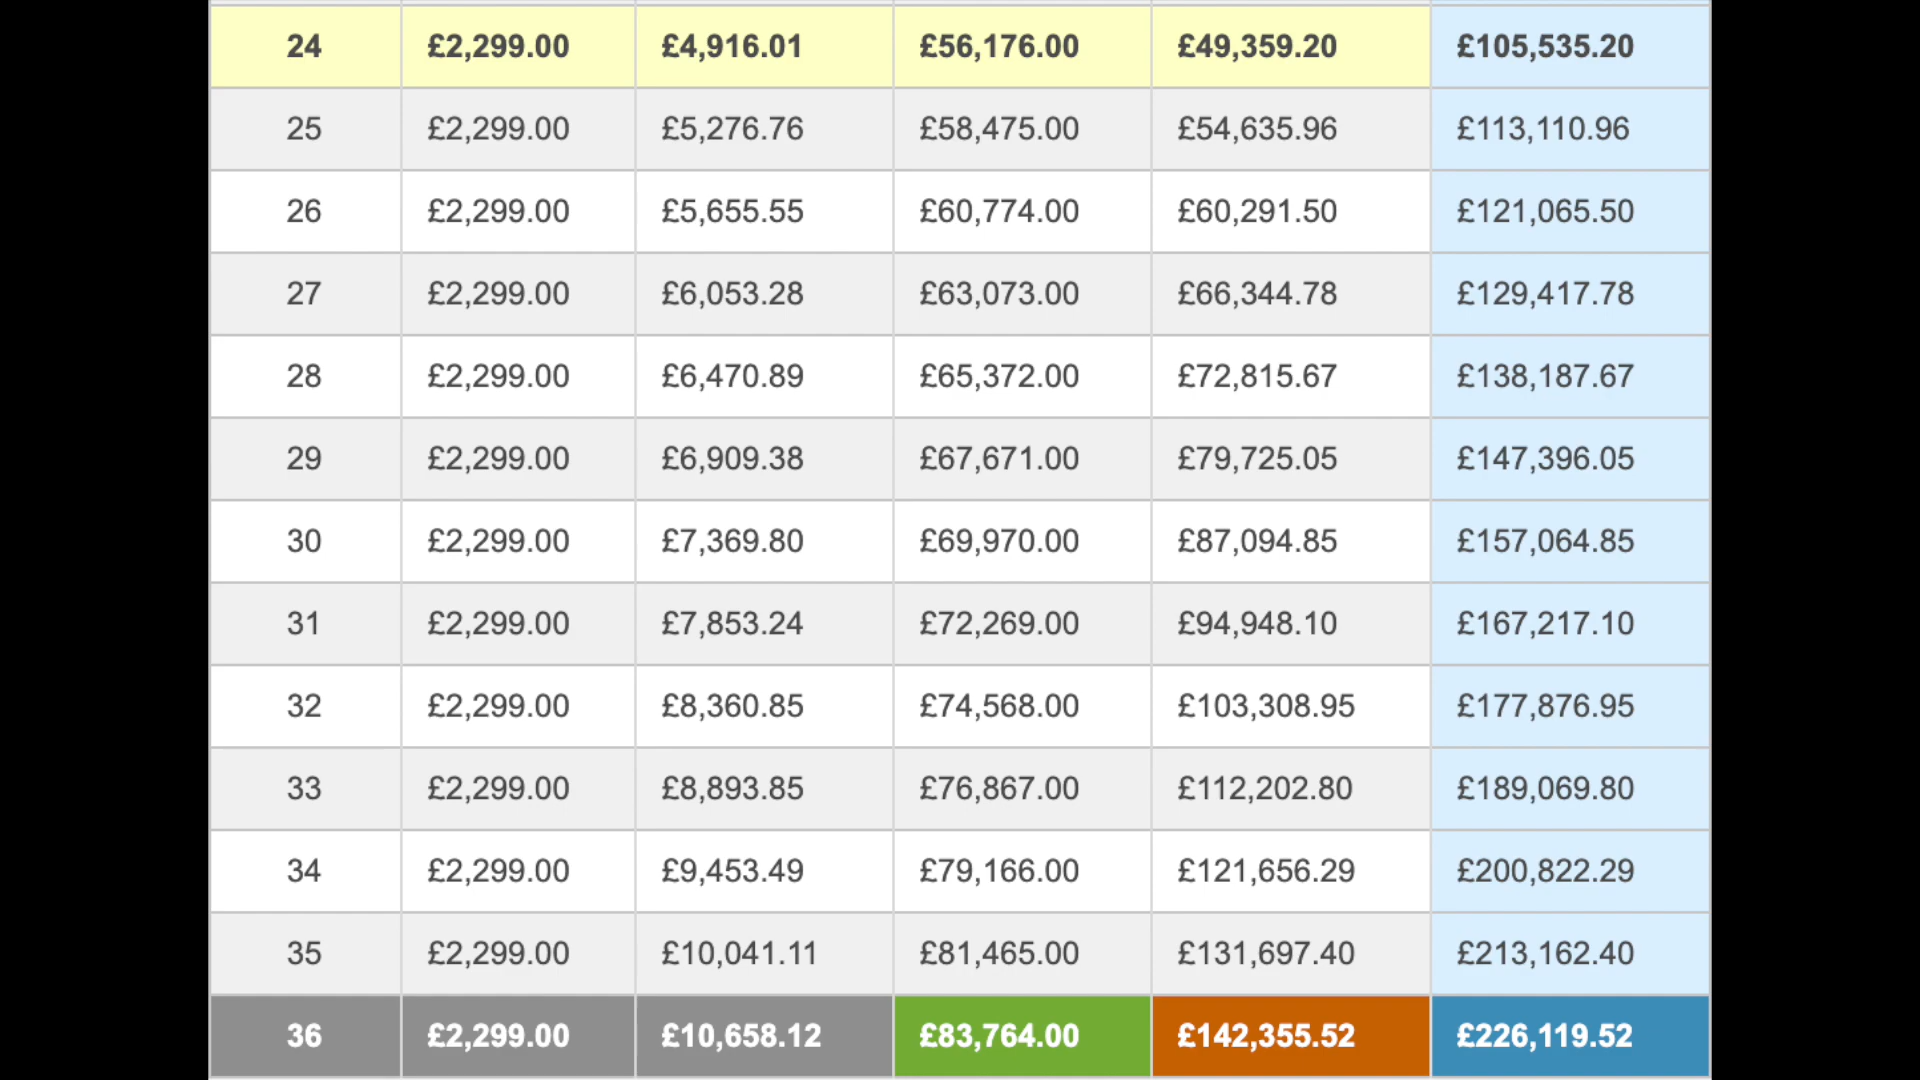 24 £2,299.00 £4,916.01 £56,176.00 £49,359.20 £105,535.20
25 £2,299.00 £5,276.76 £58,475.00 £54,635.96 £113,110.96
26 £2,299.00 £5,655.55 £60,774.00 £60,291.50 £121,065.50
27 £2,299.00 £6,053.28 £63,073.00 £66,344.78 £129,417.78
28 £2,299.00 £6,470.89 £65,372.00 £72,815.67 £138,187.67
29 £2,299.00 £6,909.38 £67,671.00 £79,725.05 £147,396.05
30 £2,299.00 £7,369.80 £69,970.00 £87,094.85 £157,064.85
31 £2,299.00 £7,853.24 £72,269.00 £94,948.10 £167,217.10
32 £2,299.00 £8,360.85 £74,568.00 £103,308.95 £177,876.95
33 £2,299.00 £8,893.85 £76,867.00 £112,202.80 £189,069.80
34 £2,299.00 £9,453.49 £79,166.00 £121,656.29 £200,822.29
35 £2,299.00 £10,041.11 £81,465.00 £131,697.40 £213,162.40
36 £2,299.00 £10,658.12 £83,764.00 £142,355.52 £226,119.52